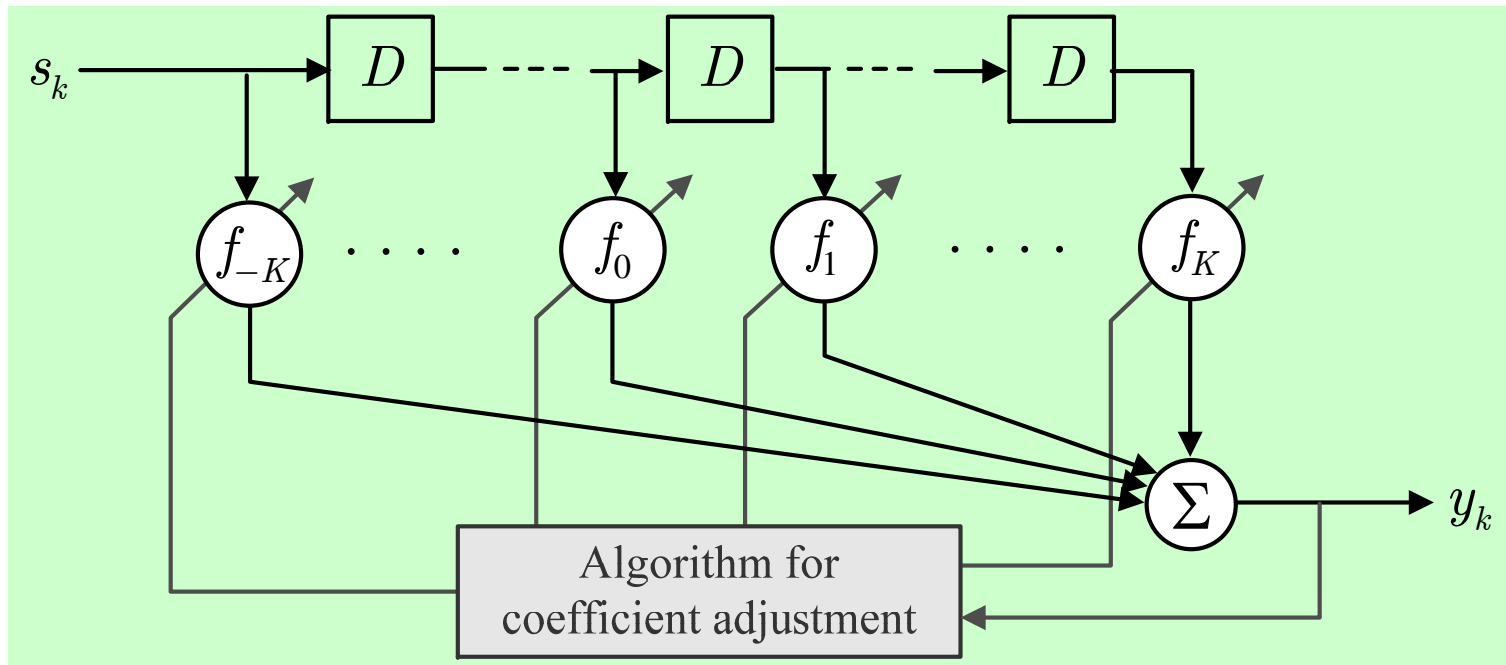 s_k D D D
f_{-K} f_0 f_1 f_K
Σ y_k
Algorithm for
coefficient adjustment